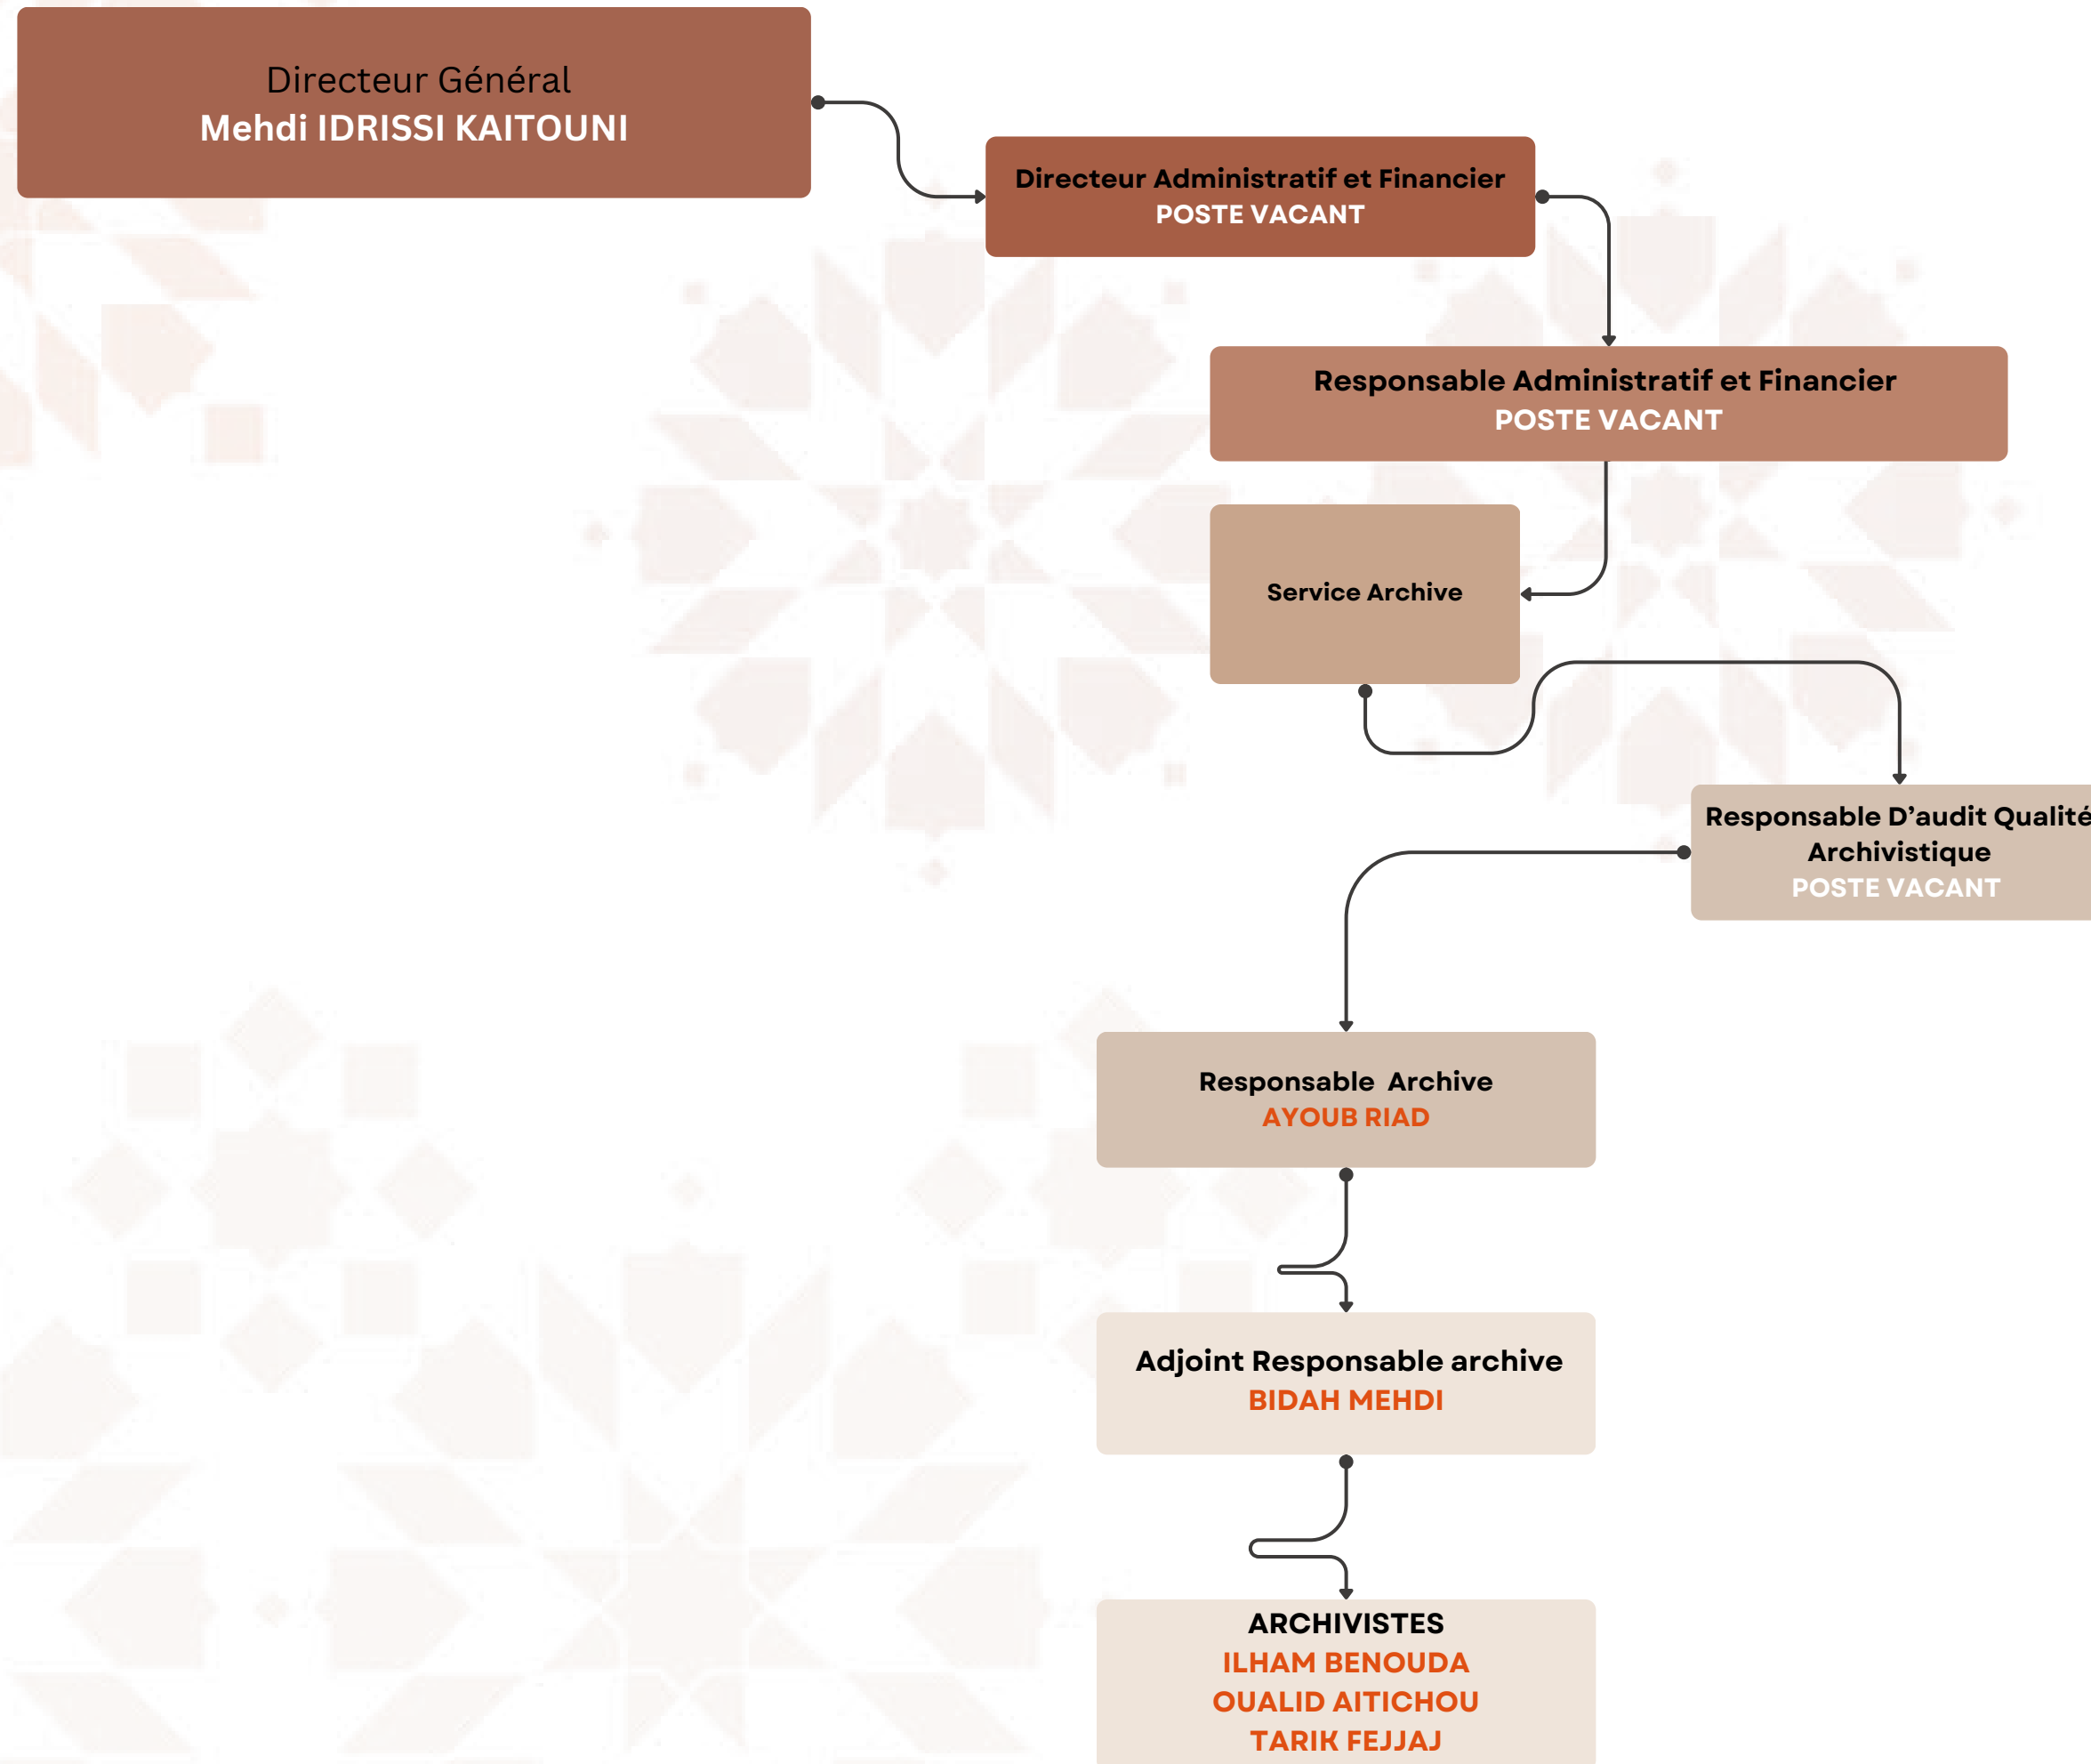 Directeur Général
Mehdi IDRISSI KAITOUNI
Directeur Administratif et Financier
POSTE VACANT
Responsable Administratif et Financier
POSTE VACANT
Service Archive
Responsable D’audit Qualité
Archivistique
POSTE VACANT
Responsable Archive
AYOUB RIAD
Adjoint Responsable archive
BIDAH MEHDI
ARCHIVISTES
ILHAM BENOUDA
OUALID AITICHOU
TARIK FEJJAJ